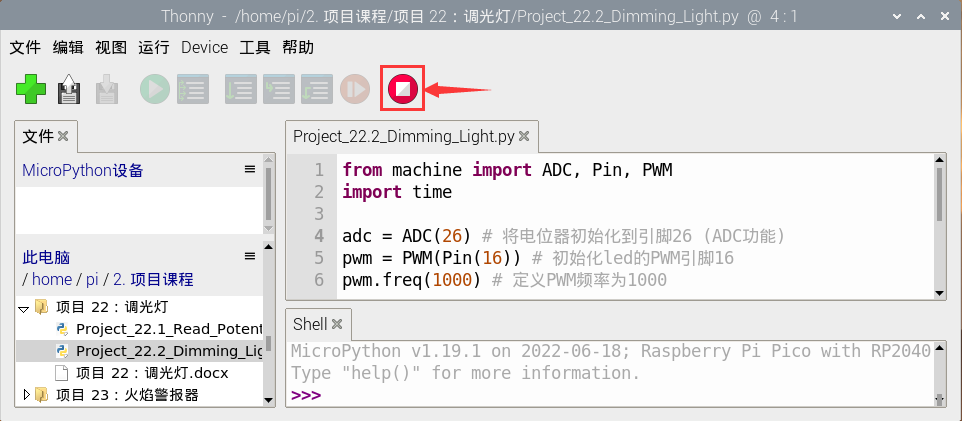 Thonny - /home/pi/2. 项目课程/项目 22：调光灯/Project_22.2_Dimming_Light.py @ 4 : 1
文件 编辑 视图 运行 Device 工具 帮助
文件
MicroPython设备
此电脑
/ home / pi / 2. 项目课程
项目 22：调光灯
Project_22.1_Read_Potent
Project_22.2_Dimming_Lig
项目 22：调光灯.docx
项目 23：火焰警报器
Project_22.2_Dimming_Light.py
1 from machine import ADC, Pin, PWM
2 import time
3
4 adc = ADC(26) # 将电位器初始化到引脚26 (ADC功能)
5 pwm = PWM(Pin(16)) # 初始化led的PWM引脚16
6 pwm.freq(1000) # 定义PWM频率为1000
Shell
MicroPython v1.19.1 on 2022-06-18; Raspberry Pi Pico with RP2040
Type "help()" for more information.
>>>